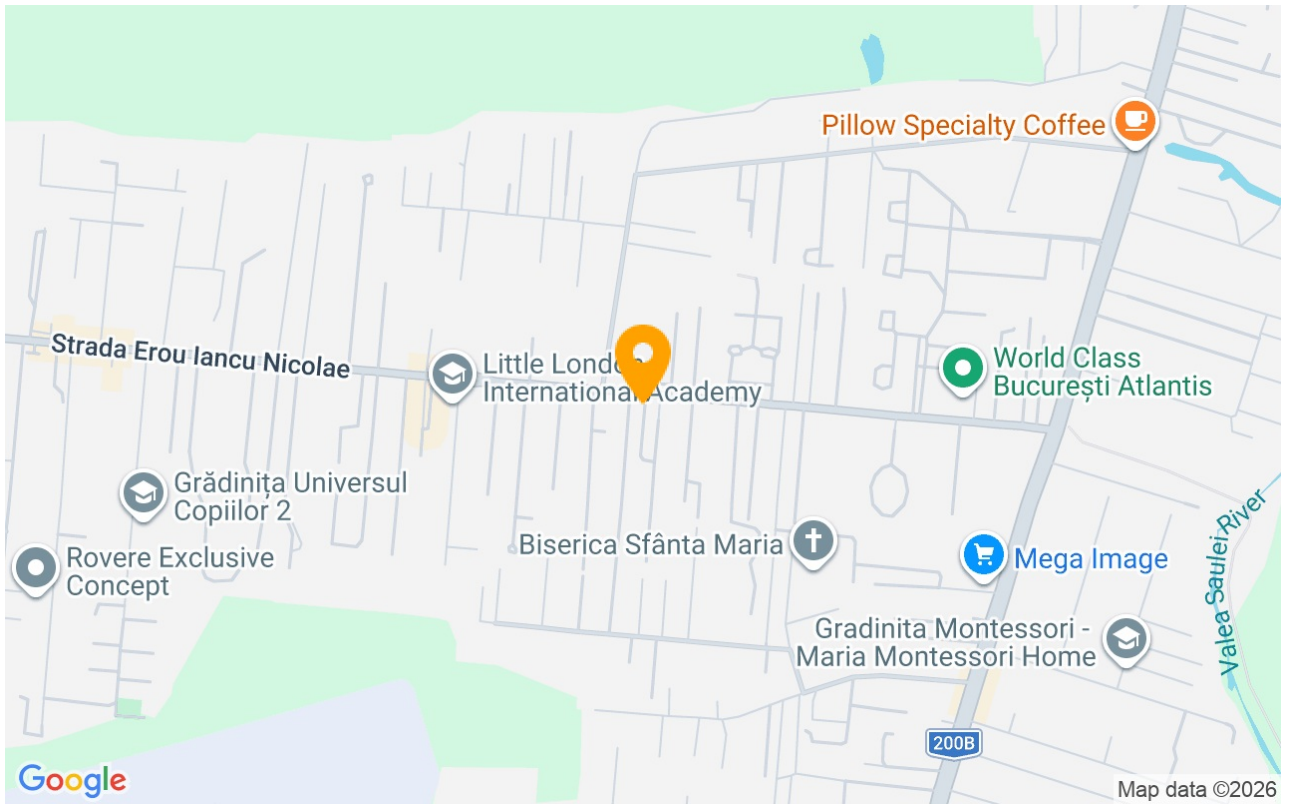 Pillow Specialty Coffee
Strada Erou Iancu Nicolae
Little London
International Academy
World Class
București Atlantis
Grădinița Universul
Copiilor 2
Rovere Exclusive
Concept
Biserica Sfânta Maria
Mega Image
Valea Saulei River
Gradinita Montessori -
Maria Montessori Home
200B
Google
Map data ©2026